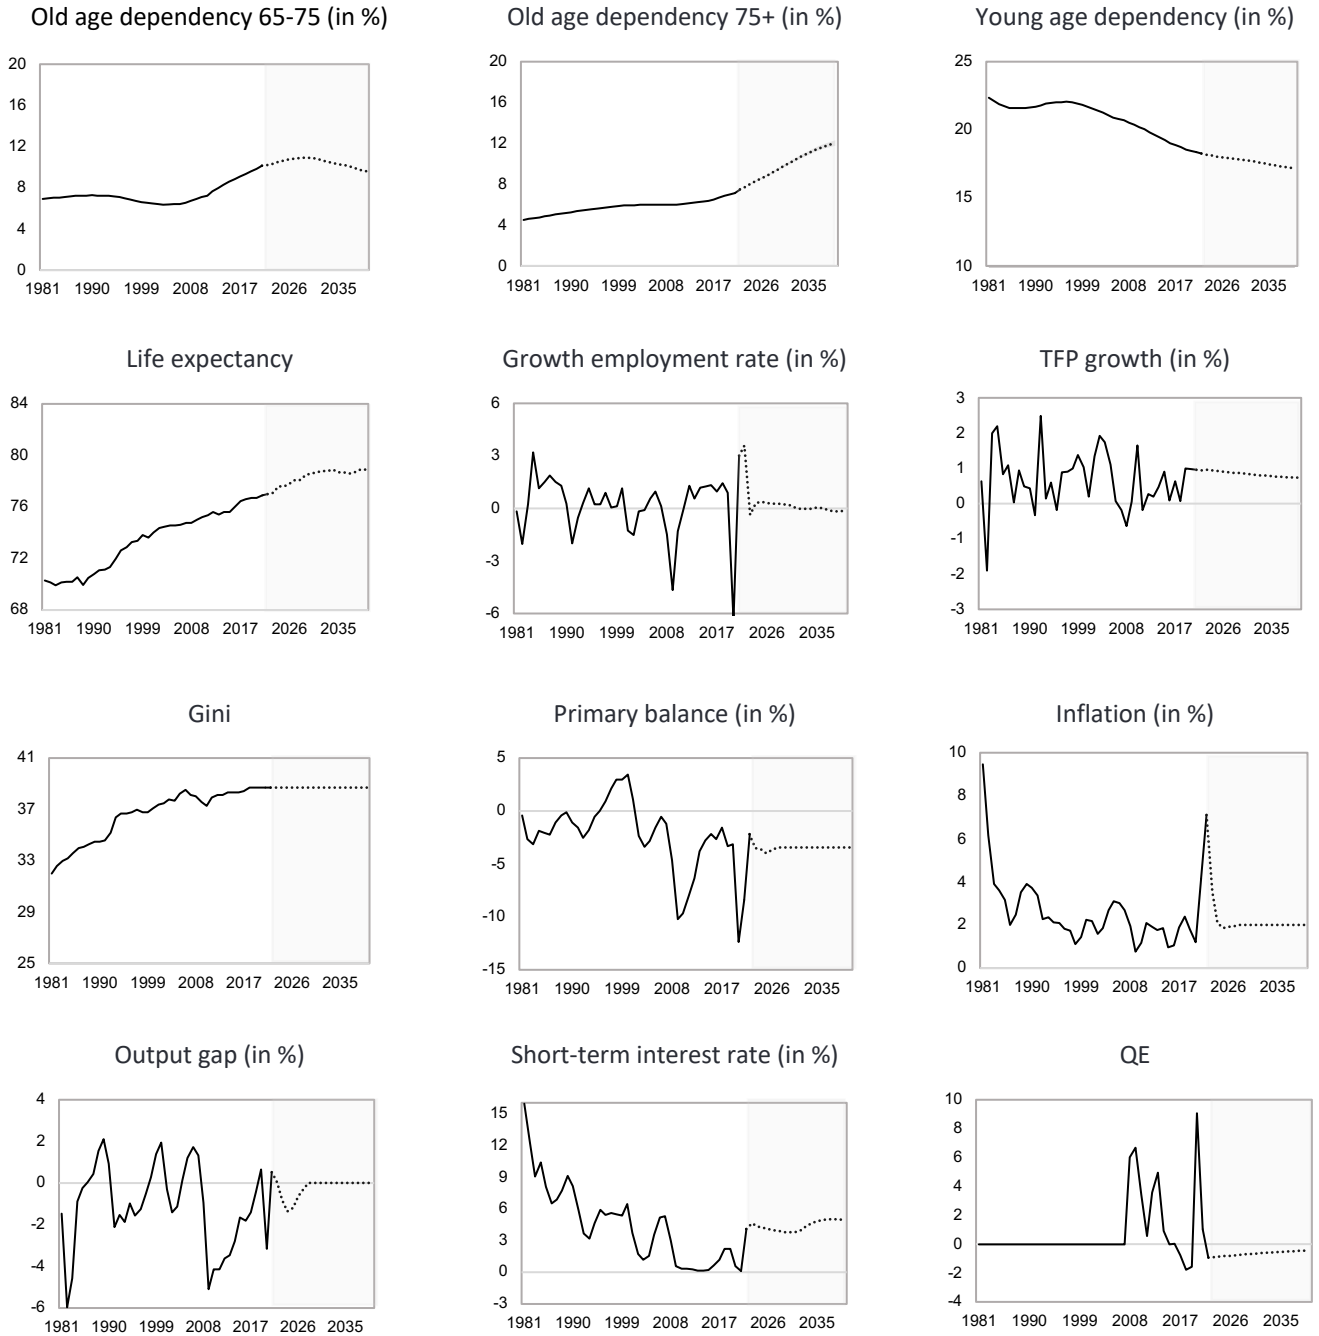 Old age dependency 65-75 (in %)
Old age dependency 75+ (in %)
Young age dependency (in %)
20
16
12
8
4
0
1981 1990 1999 2008 2017 2026 2035
20
16
12
8
4
0
1981 1990 1999 2008 2017 2026 2035
25
20
15
10
1981 1990 1999 2008 2017 2026 2035
Life expectancy
Growth employment rate (in %)
TFP growth (in %)
84
80
76
72
68
1981 1990 1999 2008 2017 2026 2035
6
3
0
-3
-6
1981 1990 1999 2008 2017 2026 2035
3
2
1
0
-1
-2
-3
1981 1990 1999 2008 2017 2026 2035
Gini
Primary balance (in %)
Inflation (in %)
41
37
33
29
25
1981 1990 1999 2008 2017 2026 2035
5
0
-5
-10
-15
1981 1990 1999 2008 2017 2026 2035
10
8
6
4
2
0
1981 1990 1999 2008 2017 2026 2035
Output gap (in %)
Short-term interest rate (in %)
QE
4
2
0
-2
-4
-6
1981 1990 1999 2008 2017 2026 2035
15
12
9
6
3
0
-3
1981 1990 1999 2008 2017 2026 2035
10
8
6
4
2
0
-2
-4
1981 1990 1999 2008 2017 2026 2035